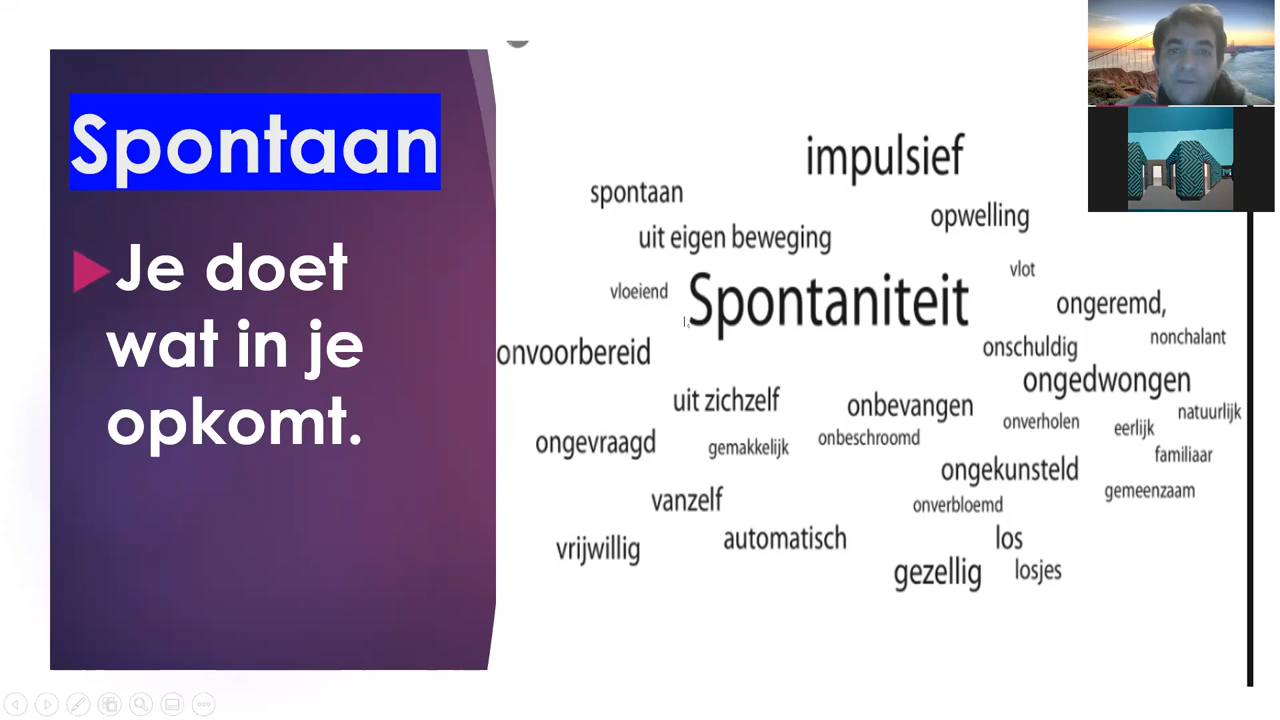 Spontaan
Je doet
wat in je
opkomt.
impulsief
spontaan
opwelling
uit eigen beweging
vlot
vloeiend
Spontaniteit
ongeremd,
nonchalant
onvoorbereid
onschuldig
ongedwongen
uit zichzelf
onbevangen
natuurlijk
onverholen
eerlijk
ongevraagd
gemakkelijk
onbeschroomd
familiaar
ongekunsteld
gemeenzaam
vanzelf
onverbloemd
vrijwillig
automatisch
los
gezellig
losjes